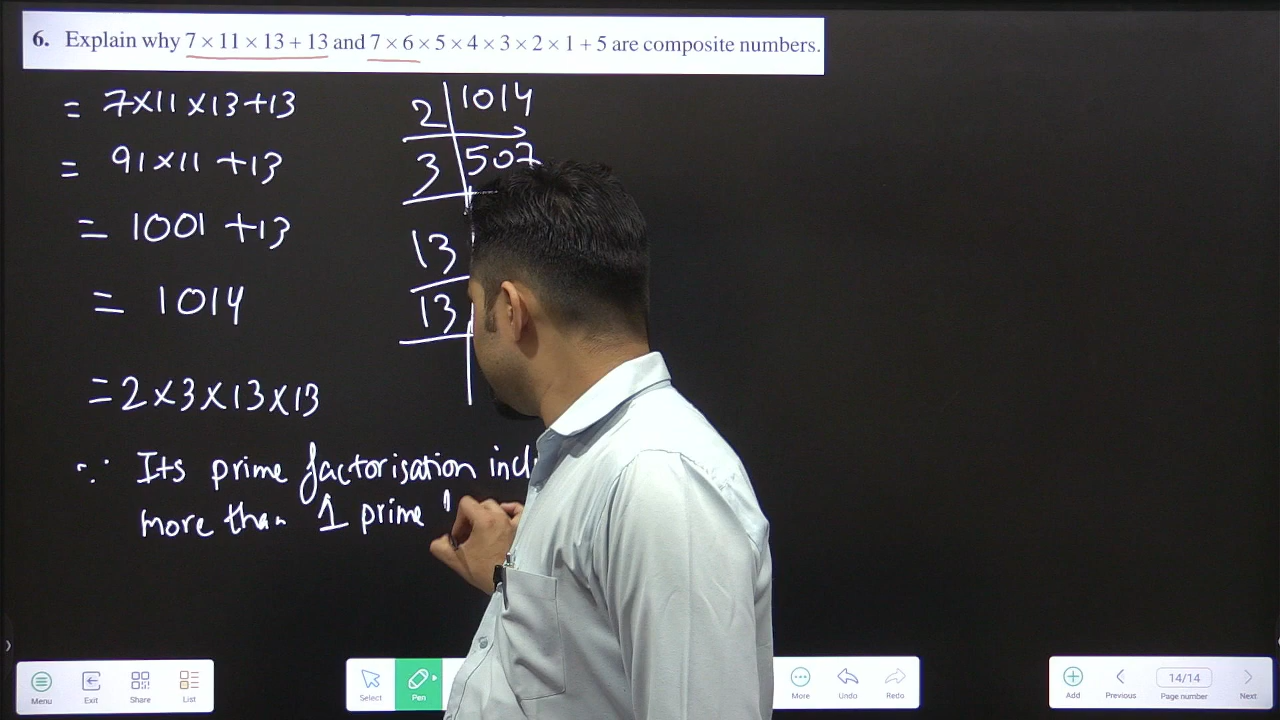 6. Explain why 7 × 11 × 13 + 13 and 7 × 6 × 5 × 4 × 3 × 2 × 1 + 5 are composite numbers.
= 7×11×13+13
= 91×11+13
= 1001+13
= 1014
= 2×3×13×13
∵ Its prime factorisation
more than 1 prime
2 | 1014
3 | 507
13
13
Menu Exit Share List
Select Pen
More Undo Redo
Add Previous 14/14 Page number Next